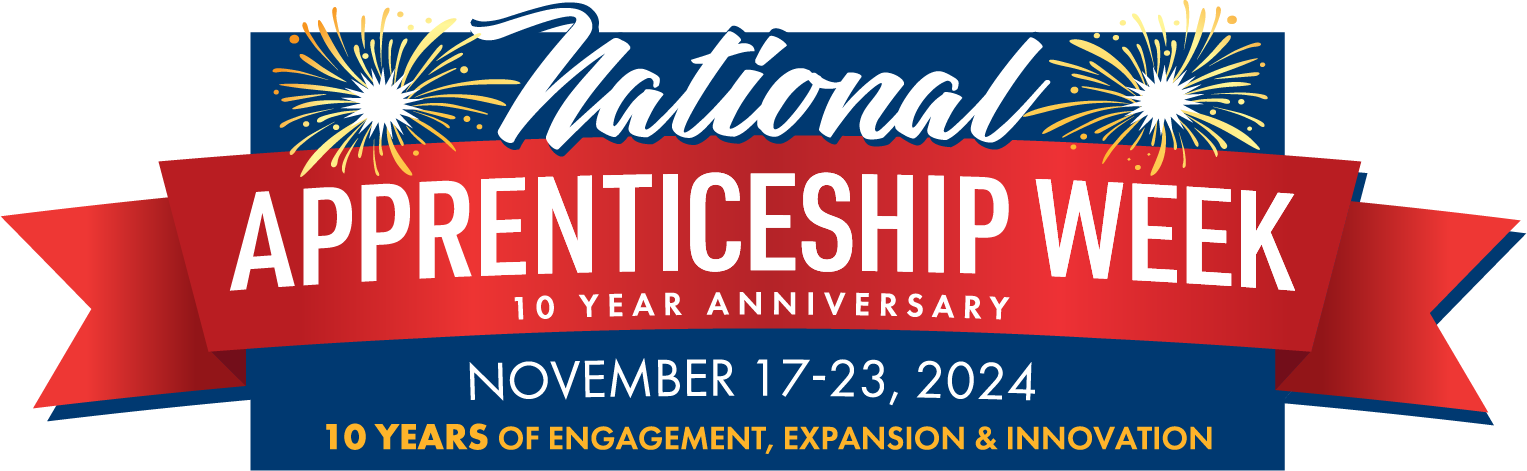 National
APPRENTICESHIP WEEK
10 YEAR ANNIVERSARY
NOVEMBER 17-23, 2024
10 YEARS OF ENGAGEMENT, EXPANSION & INNOVATION